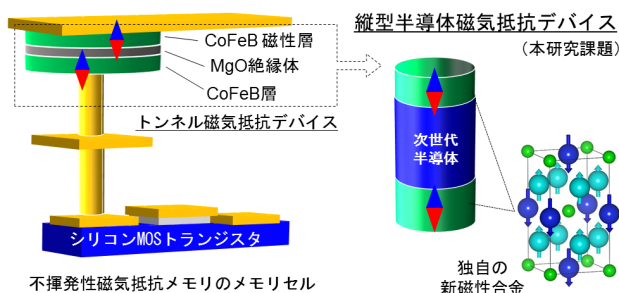 CoFeB 磁性層
MgO絶縁体
CoFeB層
トンネル磁気抵抗デバイス
シリコンMOSトランジスタ
不揮発性磁気抵抗メモリのメモリセル
縦型半導体磁気抵抗デバイス
(本研究課題)
次世代
半導体
独自の
新磁性合金